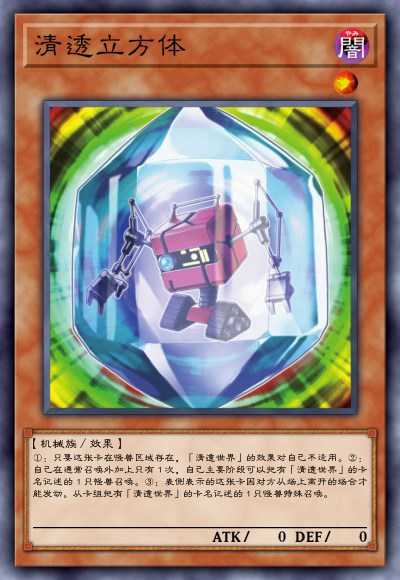 清透立方体
やみ
闇
【机械族／效果】
①：只要这张卡在怪兽区域存在，「清透世界」的效果对自己不适用。②：
自己在通常召唤外加上只有1次，自己主要阶段可以把有「清透世界」的卡
名记述的1只怪兽召唤。③：表侧表示的这张卡因对方从场上离开的场合才
能发动。从卡组把有「清透世界」的卡名记述的1只怪兽特殊召唤。
ATK/ 0 DEF/ 0